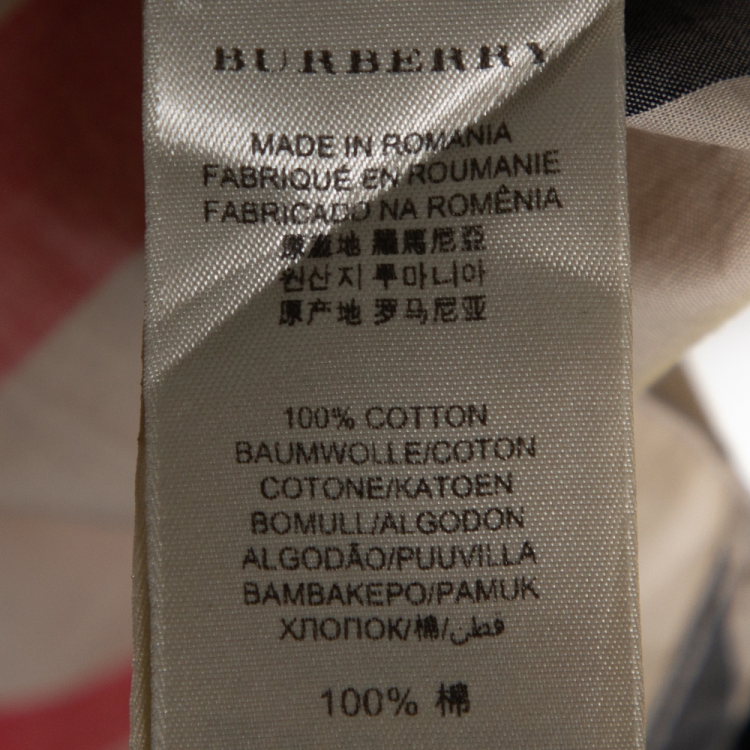 BURBERRY
MADE IN ROMANIA
FABRIQUÉ EN ROUMANIE
FABRICADO NA ROMÊNIA
原產地 羅馬尼亞
원산지 루마니아
原产地 罗马尼亚
100% COTTON
BAUMWOLLE/COTON
COTONE/KATOEN
BOMULL/ALGODON
ALGODÃO/PUUVILLA
BAMBAKEPO/PAMUK
ХЛОПОК/棉/قطن
100% 棉